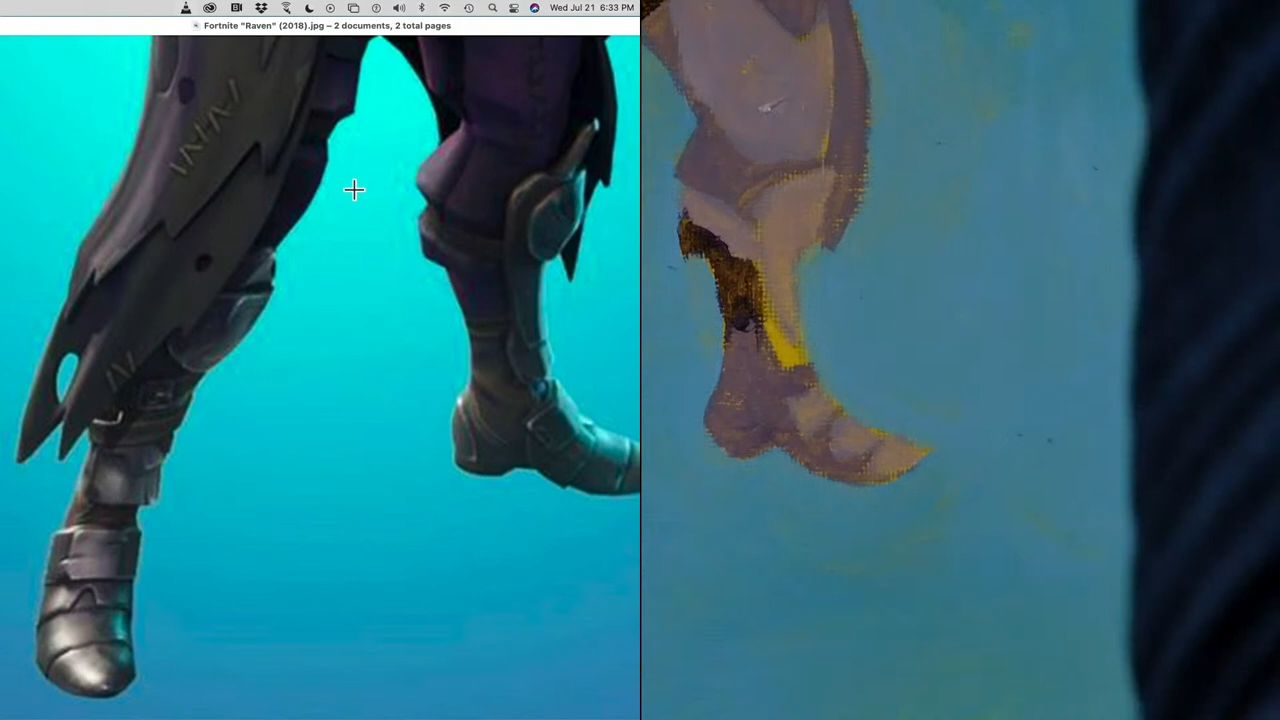 Wed Jul 21 6:33 PM
Fortnite "Raven" (2018).jpg – 2 documents, 2 total pages